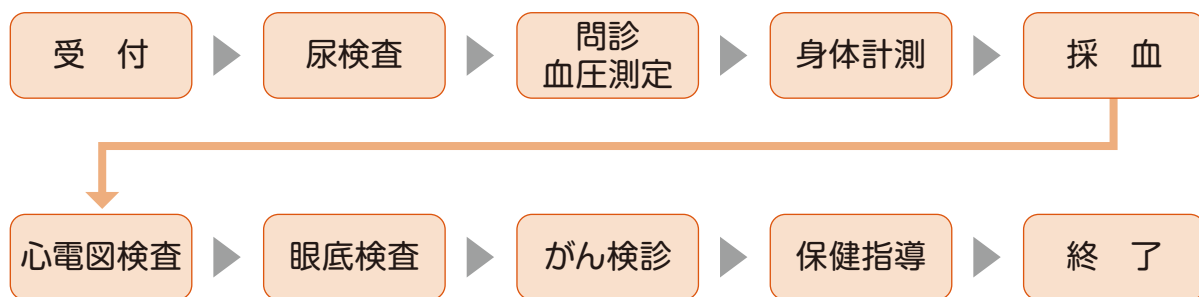 受　付
尿検査
問診
血圧測定
身体計測
採　血
心電図検査
眼底検査
がん検診
保健指導
終　了